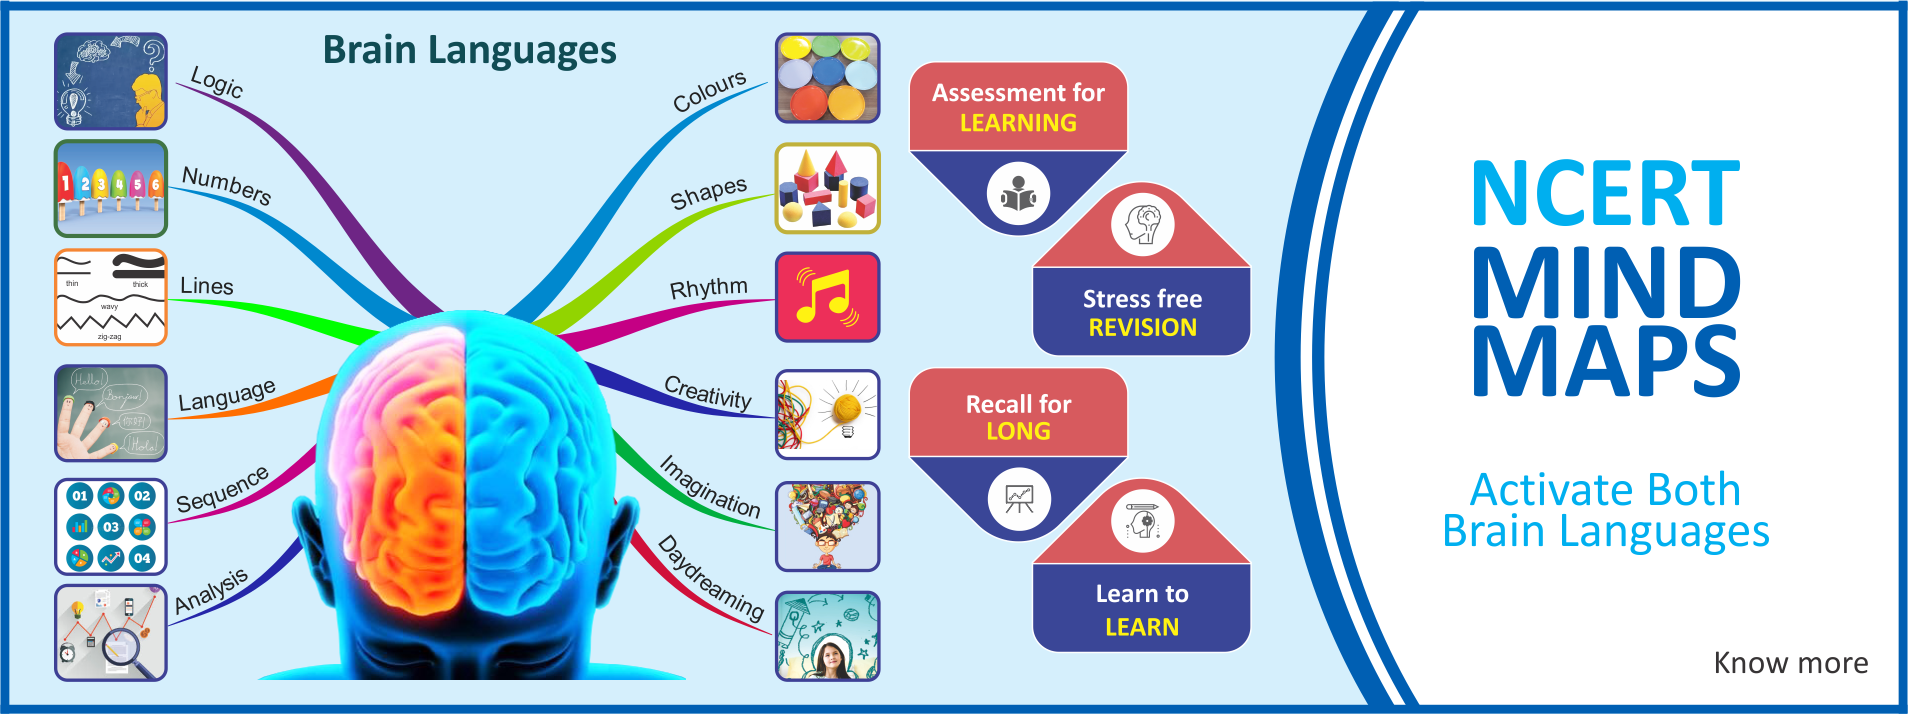 Brain Languages
Logic
Numbers
1 2 3 4 5 6
Lines
thin
thick
wavy
zig-zag
Language
Hello!
Bonjour!
¡Hola!
Sequence
01
02
03
04
Analysis
Colours
Shapes
Rhythm
Creativity
Imagination
Daydreaming
Assessment for
LEARNING
Stress free
REVISION
Recall for
LONG
Learn to
LEARN
NCERT
MIND
MAPS
Activate Both
Brain Languages
Know more